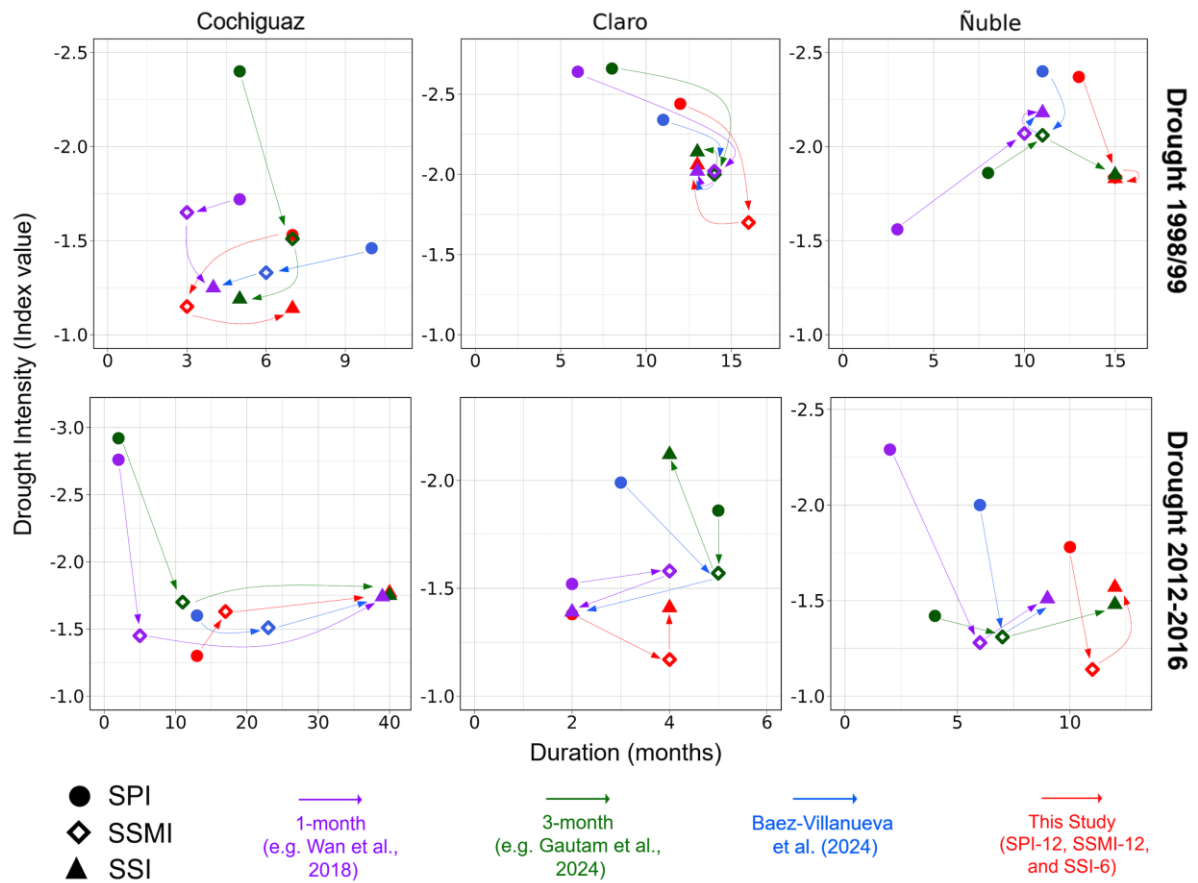 Cochiguaz
Claro
Ñuble
-2.5
-2.0
-1.5
-1.0
0
3
6
9
-2.5
-2.0
-1.5
-1.0
0
5
10
15
-2.5
-2.0
-1.5
-1.0
0
5
10
15
Drought 1998/99
Drought Intensity (Index value)
-3.0
-2.5
-2.0
-1.5
-1.0
0
10
20
30
40
-2.0
-1.5
-1.0
0
2
4
6
-2.5
-2.0
-1.5
-1.0
0
5
10
Drought 2012-2016
Duration (months)
SPI
SSMI
SSI
1-month
(e.g. Wan et al.,
2018)
3-month
(e.g. Gautam et al.,
2024)
Baez-Villanueva
et al. (2024)
This Study
(SPI-12, SSMI-12,
and SSI-6)